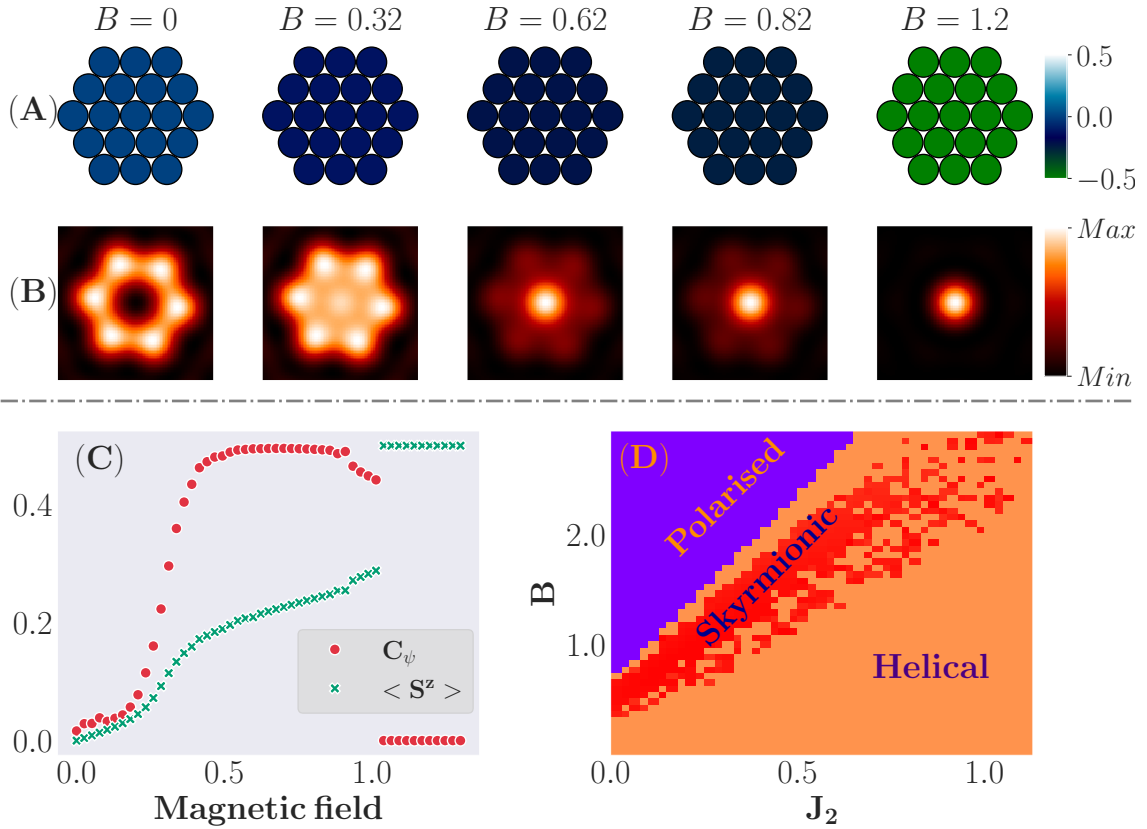 B = 0 B = 0.32 B = 0.62 B = 0.82 B = 1.2
(A)
0.5
0.0
−0.5
(B)
Max
Min
(C)
0.4
0.2
0.0
C_ψ
< S^z >
0.0 0.5 1.0
Magnetic field
(D)
Polarised
Skyrmionic
Helical
B
2.0
1.0
0.0 0.5 1.0
J_2